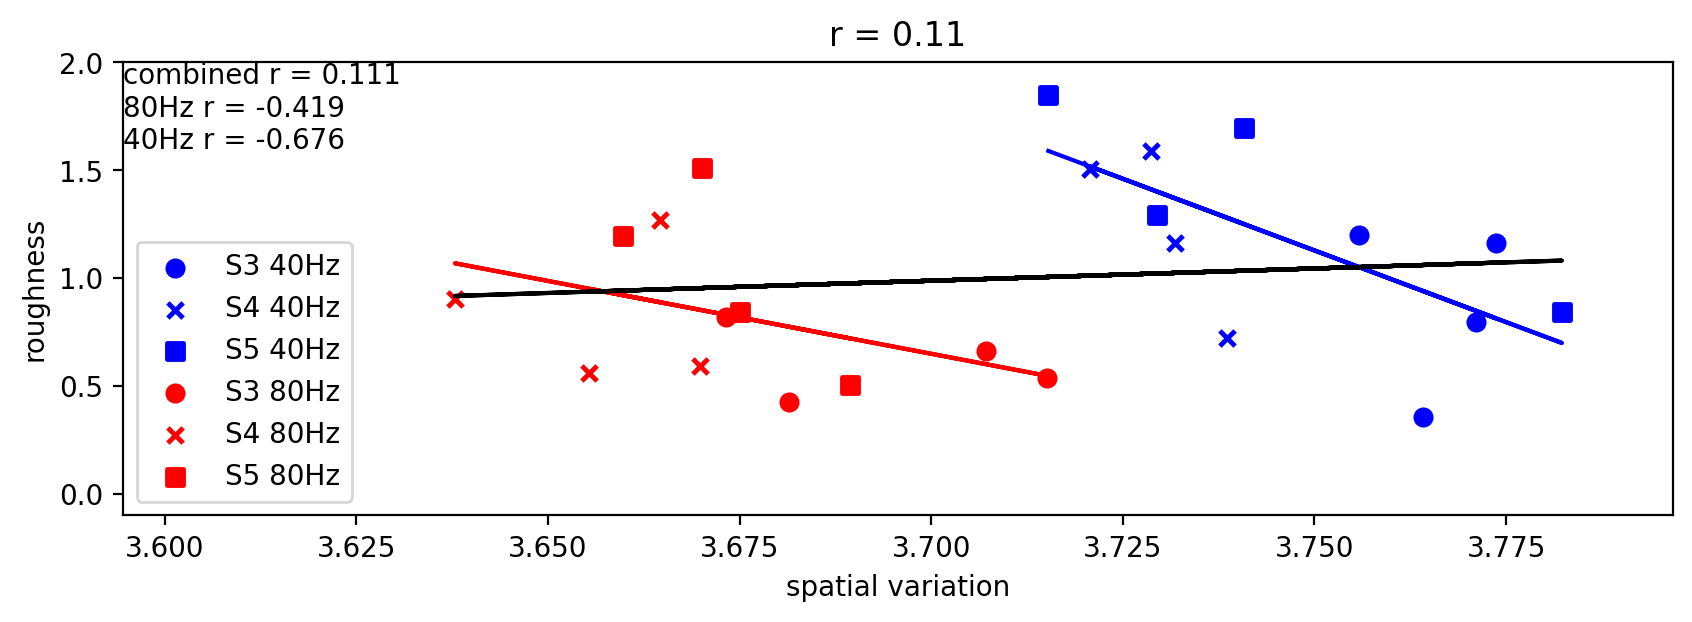 r = 0.11
combined r = 0.111
80Hz r = -0.419
40Hz r = -0.676
2.0
1.5
1.0
0.5
0.0
roughness
S3 40Hz
S4 40Hz
S5 40Hz
S3 80Hz
S4 80Hz
S5 80Hz
3.600 3.625 3.650 3.675 3.700 3.725 3.750 3.775
spatial variation